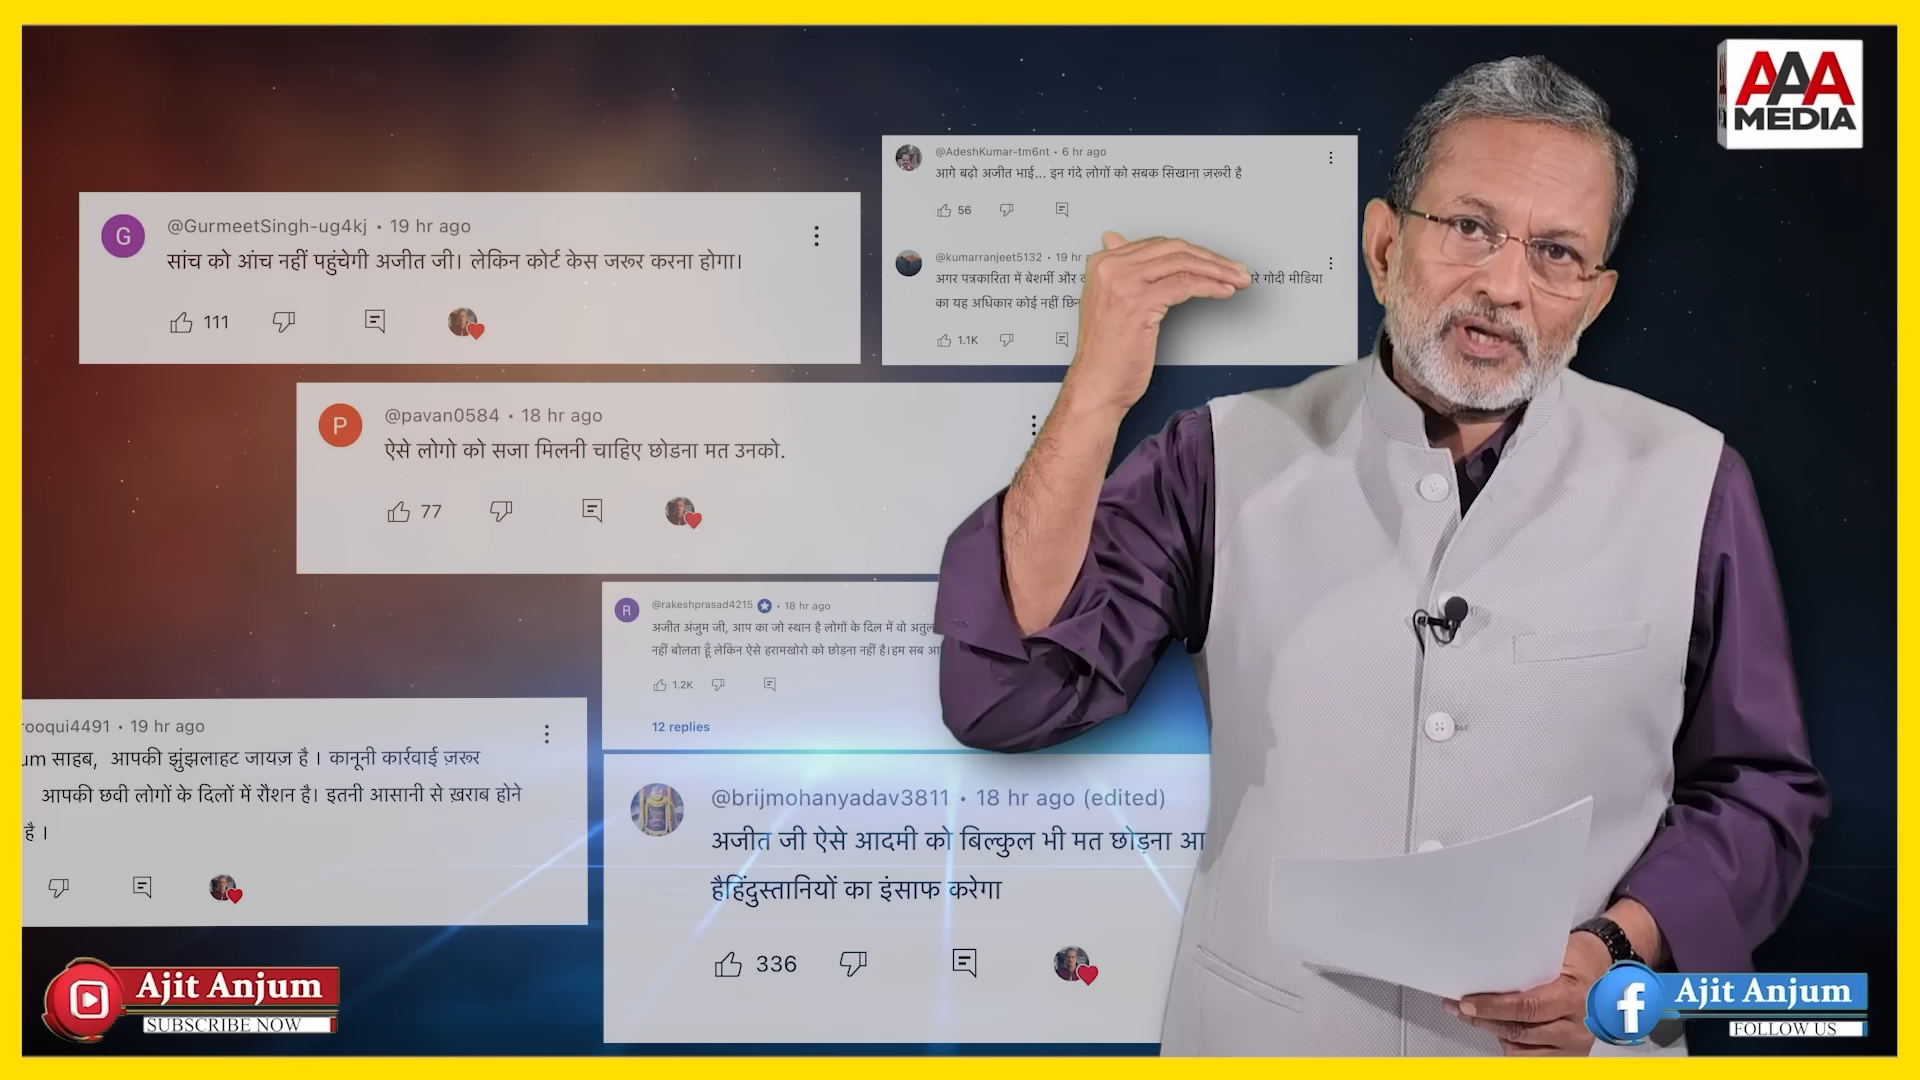 AAA
MEDIA
@GurmeetSingh-ug4kj • 19 hr ago
सांच को आंच नहीं पहुंचेगी अजीत जी। लेकिन कोर्ट केस जरूर करना होगा।
111
@AdeshKumar-tm6nt • 6 hr ago
आगे बढ़ो अजीत भाई... इन गंदे लोगों को सबक सिखाना ज़रूरी है
56
@kumarranjeet5132 • 19 hr
अगर पत्रकारिता में बेशर्मी और गोदी मीडिया
का यह अधिकार कोई नहीं
1.1K
P
@pavan0584 • 18 hr ago
ऐसे लोगो को सजा मिलनी चाहिए छोडना मत उनको.
77
R
@rakeshprasad4215 • 18 hr ago
अजीत अंजुम जी, आप का जो स्थान है लोगों के दिल में वो
नहीं बोलता हूँ लेकिन ऐसे हरामखोरो को छोड़ना नहीं है।हम सब
1.2K
12 replies
rooqui4491 • 19 hr ago
um साहब, आपकी झुंझलाहट जायज़ है । कानूनी कार्रवाई ज़रूर
आपकी छवी लोगों के दिलों में रौशन है। इतनी आसानी से ख़राब होने
है ।
@brijmohanyadav3811 • 18 hr ago (edited)
अजीत जी ऐसे आदमी को बिल्कुल भी मत छोड़ना आ
हैहिंदुस्तानियों का इंसाफ करेगा
336
Ajit Anjum
SUBSCRIBE NOW
Ajit Anjum
FOLLOW US